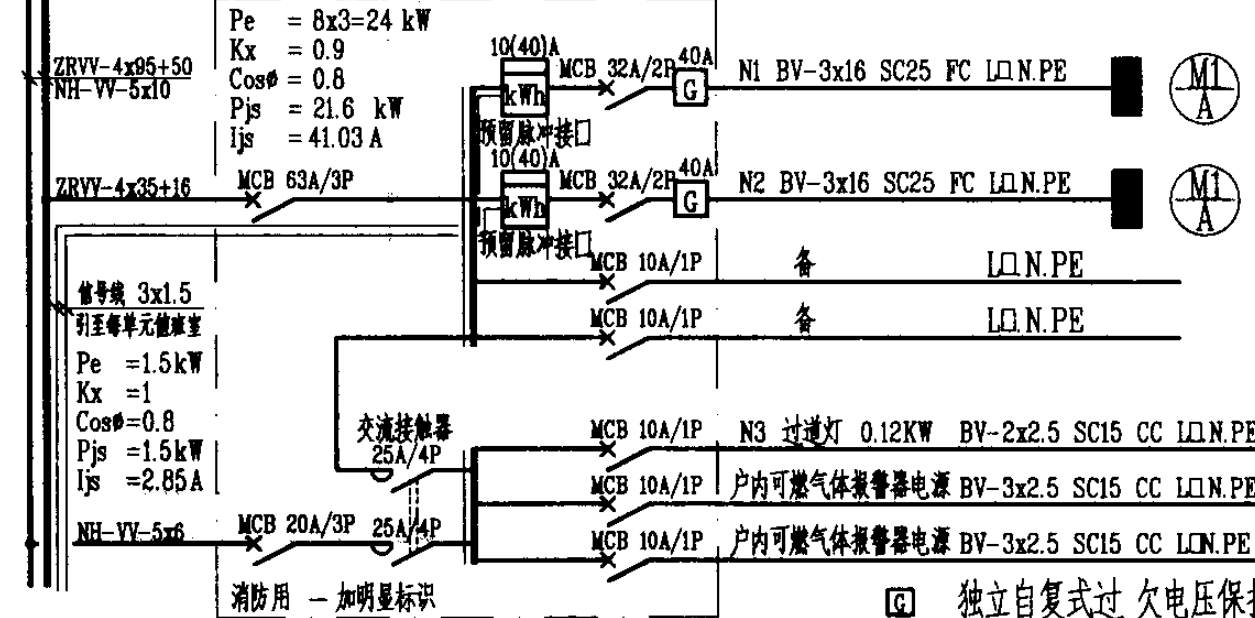 Pe = 8x3=24 kW
Kx = 0.9
Cosø = 0.8
Pjs = 21.6 kW
Ijs = 41.03 A
ZRVV-4x95+50
NH-VV-5x10
10(40)A
kWh
预留脉冲接口
MCB 32A/2P
40A
G
N1 BV-3x16 SC25 FC L□N.PE
M1
A
ZRVV-4x35+16
MCB 63A/3P
10(40)A
kWh
预留脉冲接口
MCB 32A/2P
40A
G
N2 BV-3x16 SC25 FC L□N.PE
M1
A
MCB 10A/1P 备 L□N.PE
MCB 10A/1P 备 L□.N.PE
信号线 3x1.5
引至每单元值班室
Pe =1.5kW
Kx =1
Cosø=0.8
Pjs =1.5kW
Ijs =2.85A
交流接触器
25A/4P
MCB 10A/1P N3 过道灯 0.12KW BV-2x2.5 SC15 CC L□N.PE
MCB 10A/1P 户内可燃气体报警器电源 BV-3x2.5 SC15 CC L□N.PE
NH-VV-5x6
MCB 20A/3P
25A/4P
MCB 10A/1P 户内可燃气体报警器电源 BV-3x2.5 SC15 CC L□N.PE
消防用 — 加明显标识
G 独立自复式过 欠电压保护